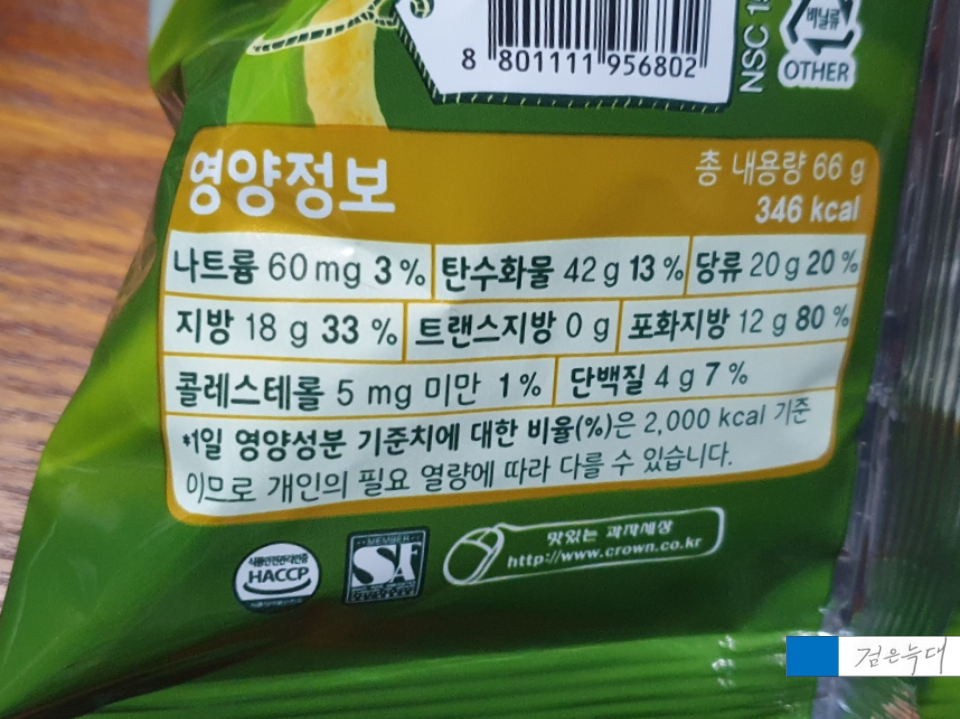 8 801111 956802
NSC 1
비닐류
OTHER
영양정보
총 내용량 66 g
346 kcal
나트륨 60 mg 3 % 탄수화물 42 g 13 % 당류 20 g 20 %
지방 18 g 33 % 트랜스지방 0 g 포화지방 12 g 80 %
콜레스테롤 5 mg 미만 1 % 단백질 4 g 7 %
*1일 영양성분 기준치에 대한 비율(%)은 2,000 kcal 기준
이므로 개인의 필요 열량에 따라 다를 수 있습니다.
HACCP
MEMBER
SAF
맛있는 과자세상
http://www.crown.co.kr
검은늑대